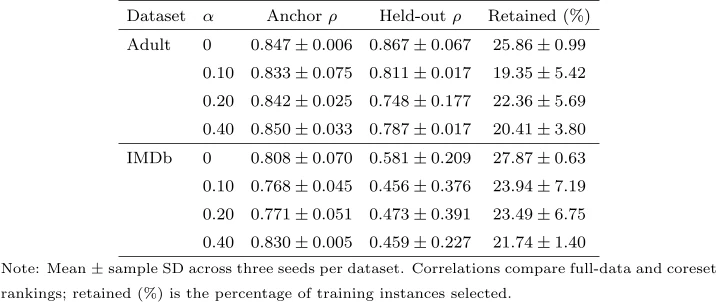 Dataset α Anchor ρ Held-out ρ Retained (%)
Adult 0 0.847 ± 0.006 0.867 ± 0.067 25.86 ± 0.99
0.10 0.833 ± 0.075 0.811 ± 0.017 19.35 ± 5.42
0.20 0.842 ± 0.025 0.748 ± 0.177 22.36 ± 5.69
0.40 0.850 ± 0.033 0.787 ± 0.017 20.41 ± 3.80
IMDb 0 0.808 ± 0.070 0.581 ± 0.209 27.87 ± 0.63
0.10 0.768 ± 0.045 0.456 ± 0.376 23.94 ± 7.19
0.20 0.771 ± 0.051 0.473 ± 0.391 23.49 ± 6.75
0.40 0.830 ± 0.005 0.459 ± 0.227 21.74 ± 1.40
Note: Mean ± sample SD across three seeds per dataset. Correlations compare full-data and coreset
rankings; retained (%) is the percentage of training instances selected.